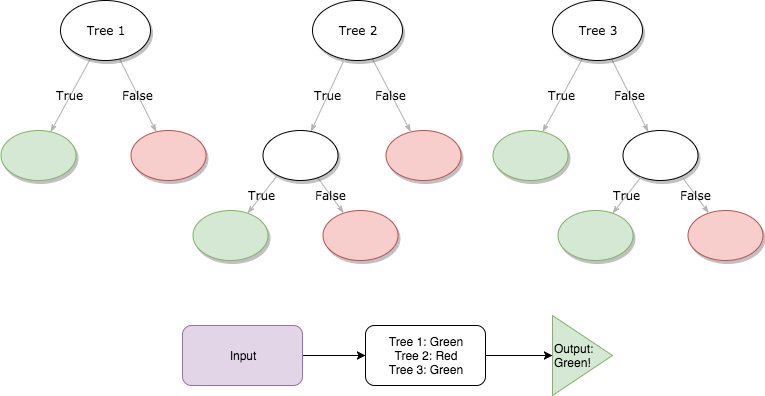 Tree 1
Tree 2
Tree 3
True
False
True
False
True
False
True
False
True
False
Input
Tree 1: Green
Tree 2: Red
Tree 3: Green
Output:
Green!